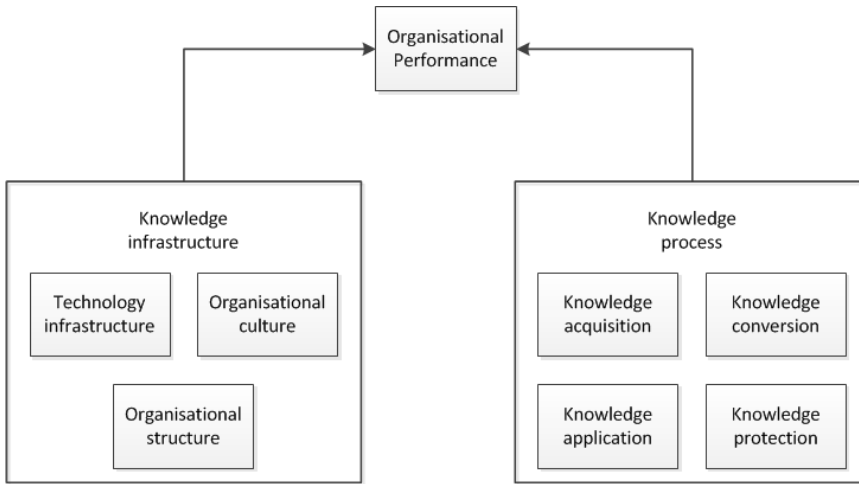 Organisational
Performance
Knowledge
infrastructure
Technology
infrastructure
Organisational
culture
Organisational
structure
Knowledge
process
Knowledge
acquisition
Knowledge
conversion
Knowledge
application
Knowledge
protection